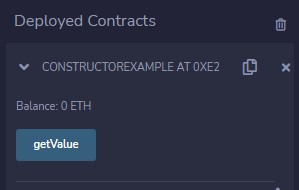 Deployed Contracts
CONSTRUCTOREXAMPLE AT 0XE2
Balance: 0 ETH
getValue